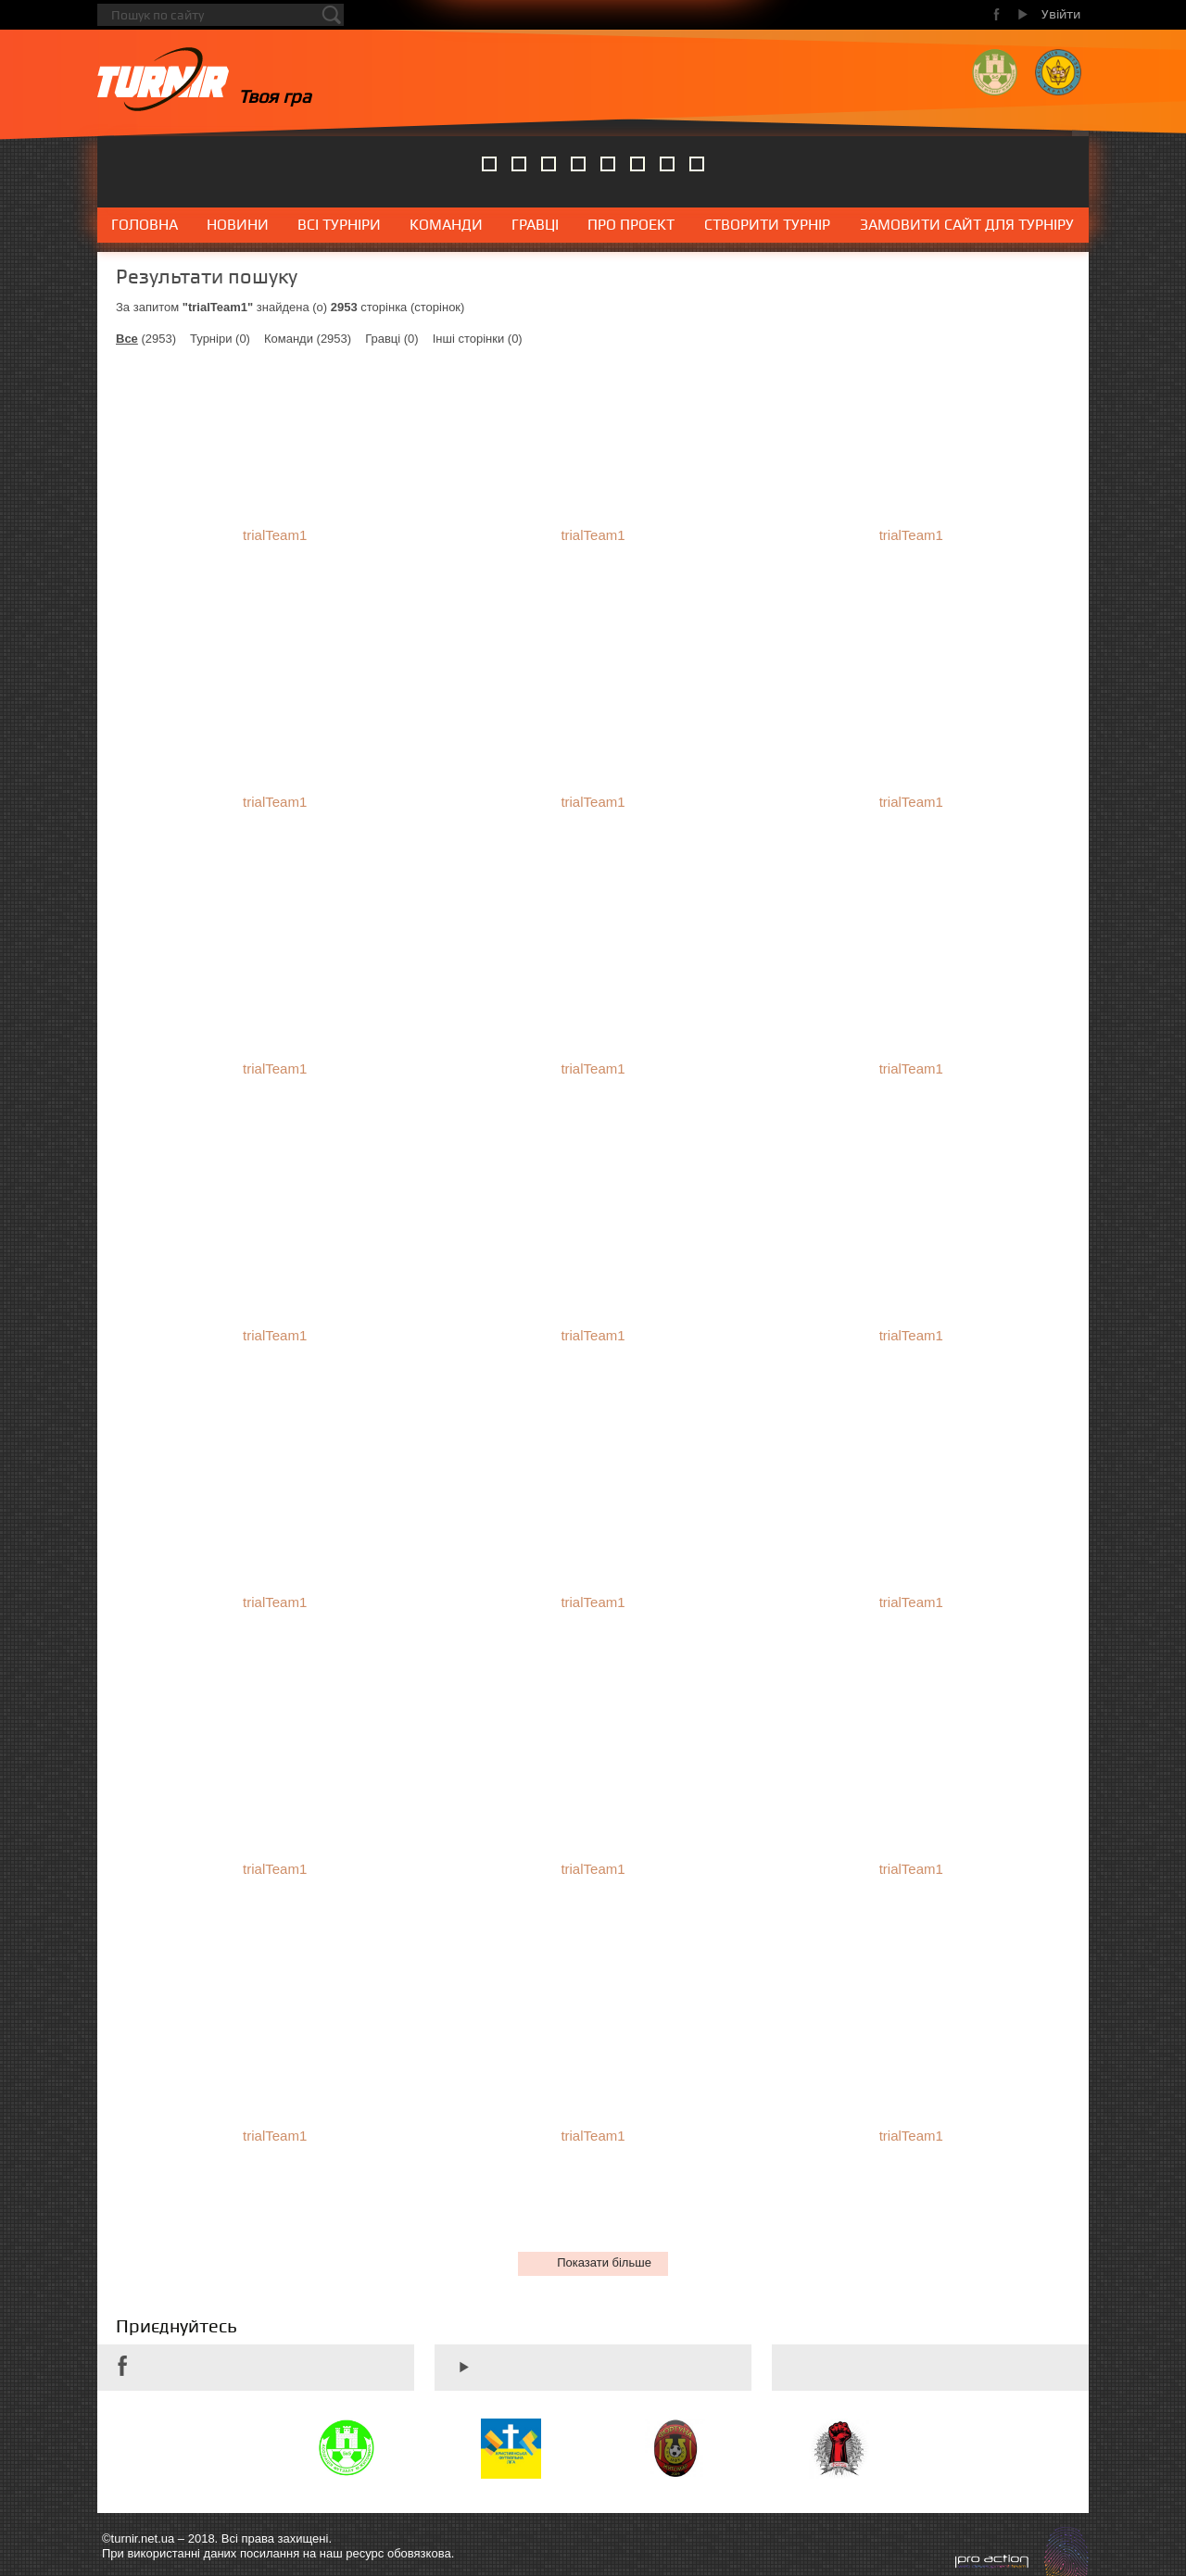 Пошук по сайту
Увійти
TURNIR
Твоя гра
ГОЛОВНА НОВИНИ ВСІ ТУРНІРИ КОМАНДИ ГРАВЦІ ПРО ПРОЕКТ СТВОРИТИ ТУРНІР ЗАМОВИТИ САЙТ ДЛЯ ТУРНІРУ
Результати пошуку
За запитом "trialTeam1" знайдена (о) 2953 сторінка (сторінок)
Все (2953) Турніри (0) Команди (2953) Гравці (0) Інші сторінки (0)
trialTeam1 trialTeam1 trialTeam1
trialTeam1 trialTeam1 trialTeam1
trialTeam1 trialTeam1 trialTeam1
trialTeam1 trialTeam1 trialTeam1
trialTeam1 trialTeam1 trialTeam1
trialTeam1 trialTeam1 trialTeam1
trialTeam1 trialTeam1 trialTeam1
Показати більше
Приєднуйтесь
©turnir.net.ua – 2018. Всі права захищені.
При використанні даних посилання на наш ресурс обовязкова.
pro action